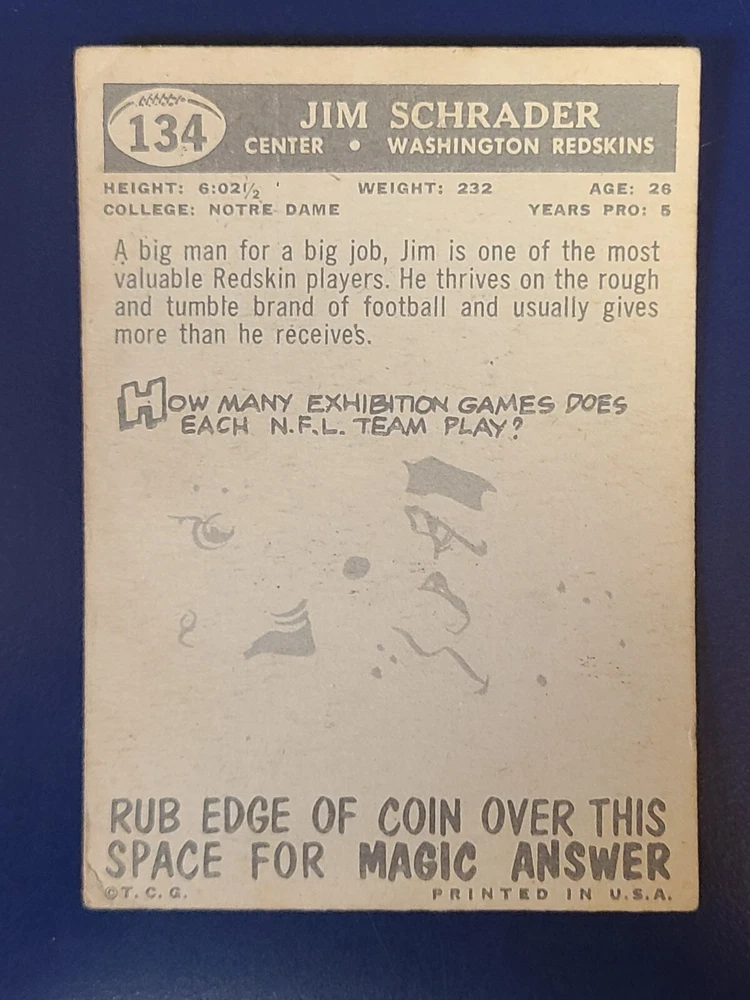 134
JIM SCHRADER
CENTER • WASHINGTON REDSKINS
HEIGHT: 6:02½ WEIGHT: 232 AGE: 26
COLLEGE: NOTRE DAME YEARS PRO: 5
A big man for a big job, Jim is one of the most
valuable Redskin players. He thrives on the rough
and tumble brand of football and usually gives
more than he receives.
HOW MANY EXHIBITION GAMES DOES
EACH N.F.L. TEAM PLAY?
RUB EDGE OF COIN OVER THIS
SPACE FOR MAGIC ANSWER
©T.C.G. PRINTED IN U.S.A.